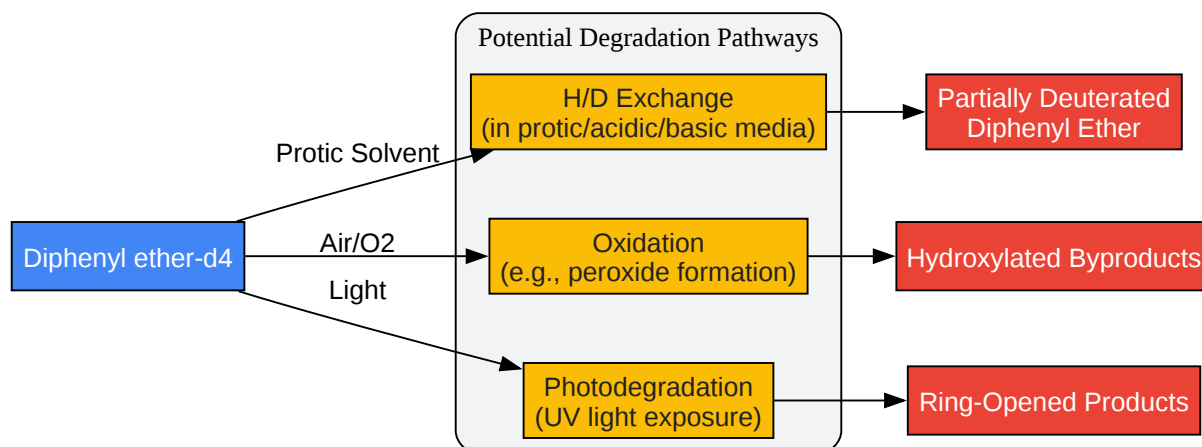 Potential Degradation Pathways
H/D Exchange
(in protic/acidic/basic media)
Partially Deuterated
Diphenyl Ether
Protic Solvent
Diphenyl ether-d4
Air/O2
Oxidation
(e.g., peroxide formation)
Hydroxylated Byproducts
Light
Photodegradation
(UV light exposure)
Ring-Opened Products